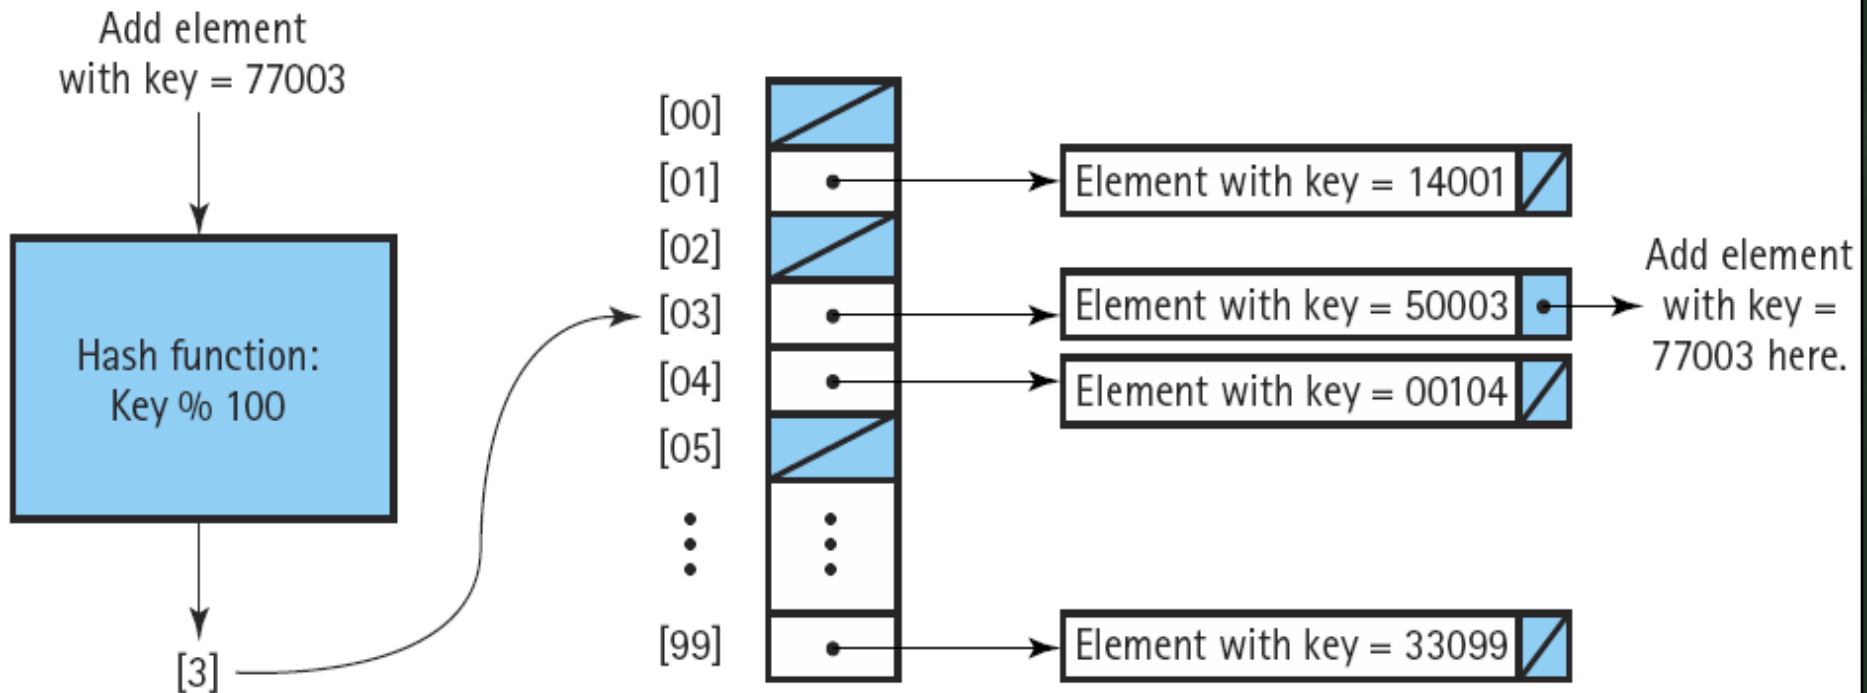 Add element
with key = 77003
Hash function:
Key % 100
[3]
[00]
[01]
[02]
[03]
[04]
[05]
[99]
Element with key = 14001
Element with key = 50003
Element with key = 00104
Element with key = 33099
Add element
with key =
77003 here.